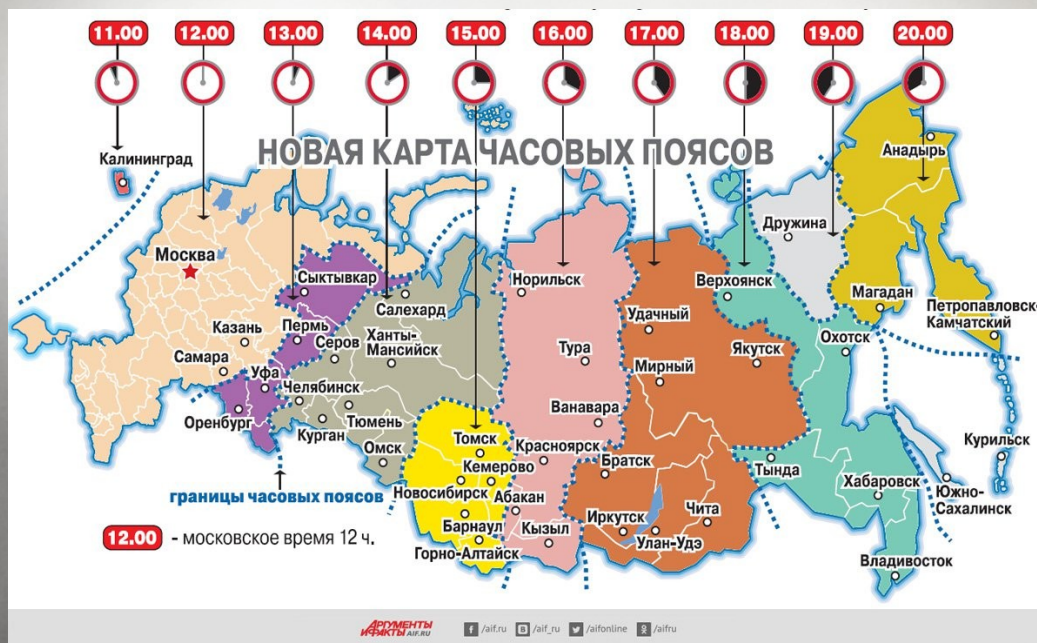 11.00 12.00 13.00 14.00 15.00 16.00 17.00 18.00 19.00 20.00
НОВАЯ КАРТА ЧАСОВЫХ ПОЯСОВ
Калининград
Анадырь
Дружина
Москва
Сыктывкар
Норильск
Верхоянск
Салехард
Магадан
Петропавловск-
Камчатский
Казань
Пермь
Ханты-
Мансийск
Серов
Удачный
Охотск
Самара
Тура
Якутск
Уфа
Мирный
Челябинск
Оренбург
Тюмень
Ванавара
Курган
Томск
Красноярск
Курильск
Омск
Кемерово
Братск
Тында
Хабаровск
границы часовых поясов
Новосибирск
Абакан
Южно-
Сахалинск
Барнаул
Кызыл
Иркутск
Чита
Улан-Удэ
12.00 - московское время 12 ч.
Горно-Алтайск
Владивосток
АРГУМЕНТЫ
И ФАКТЫ AIF.RU
/aif.ru /aif_ru /aifonline /aifru